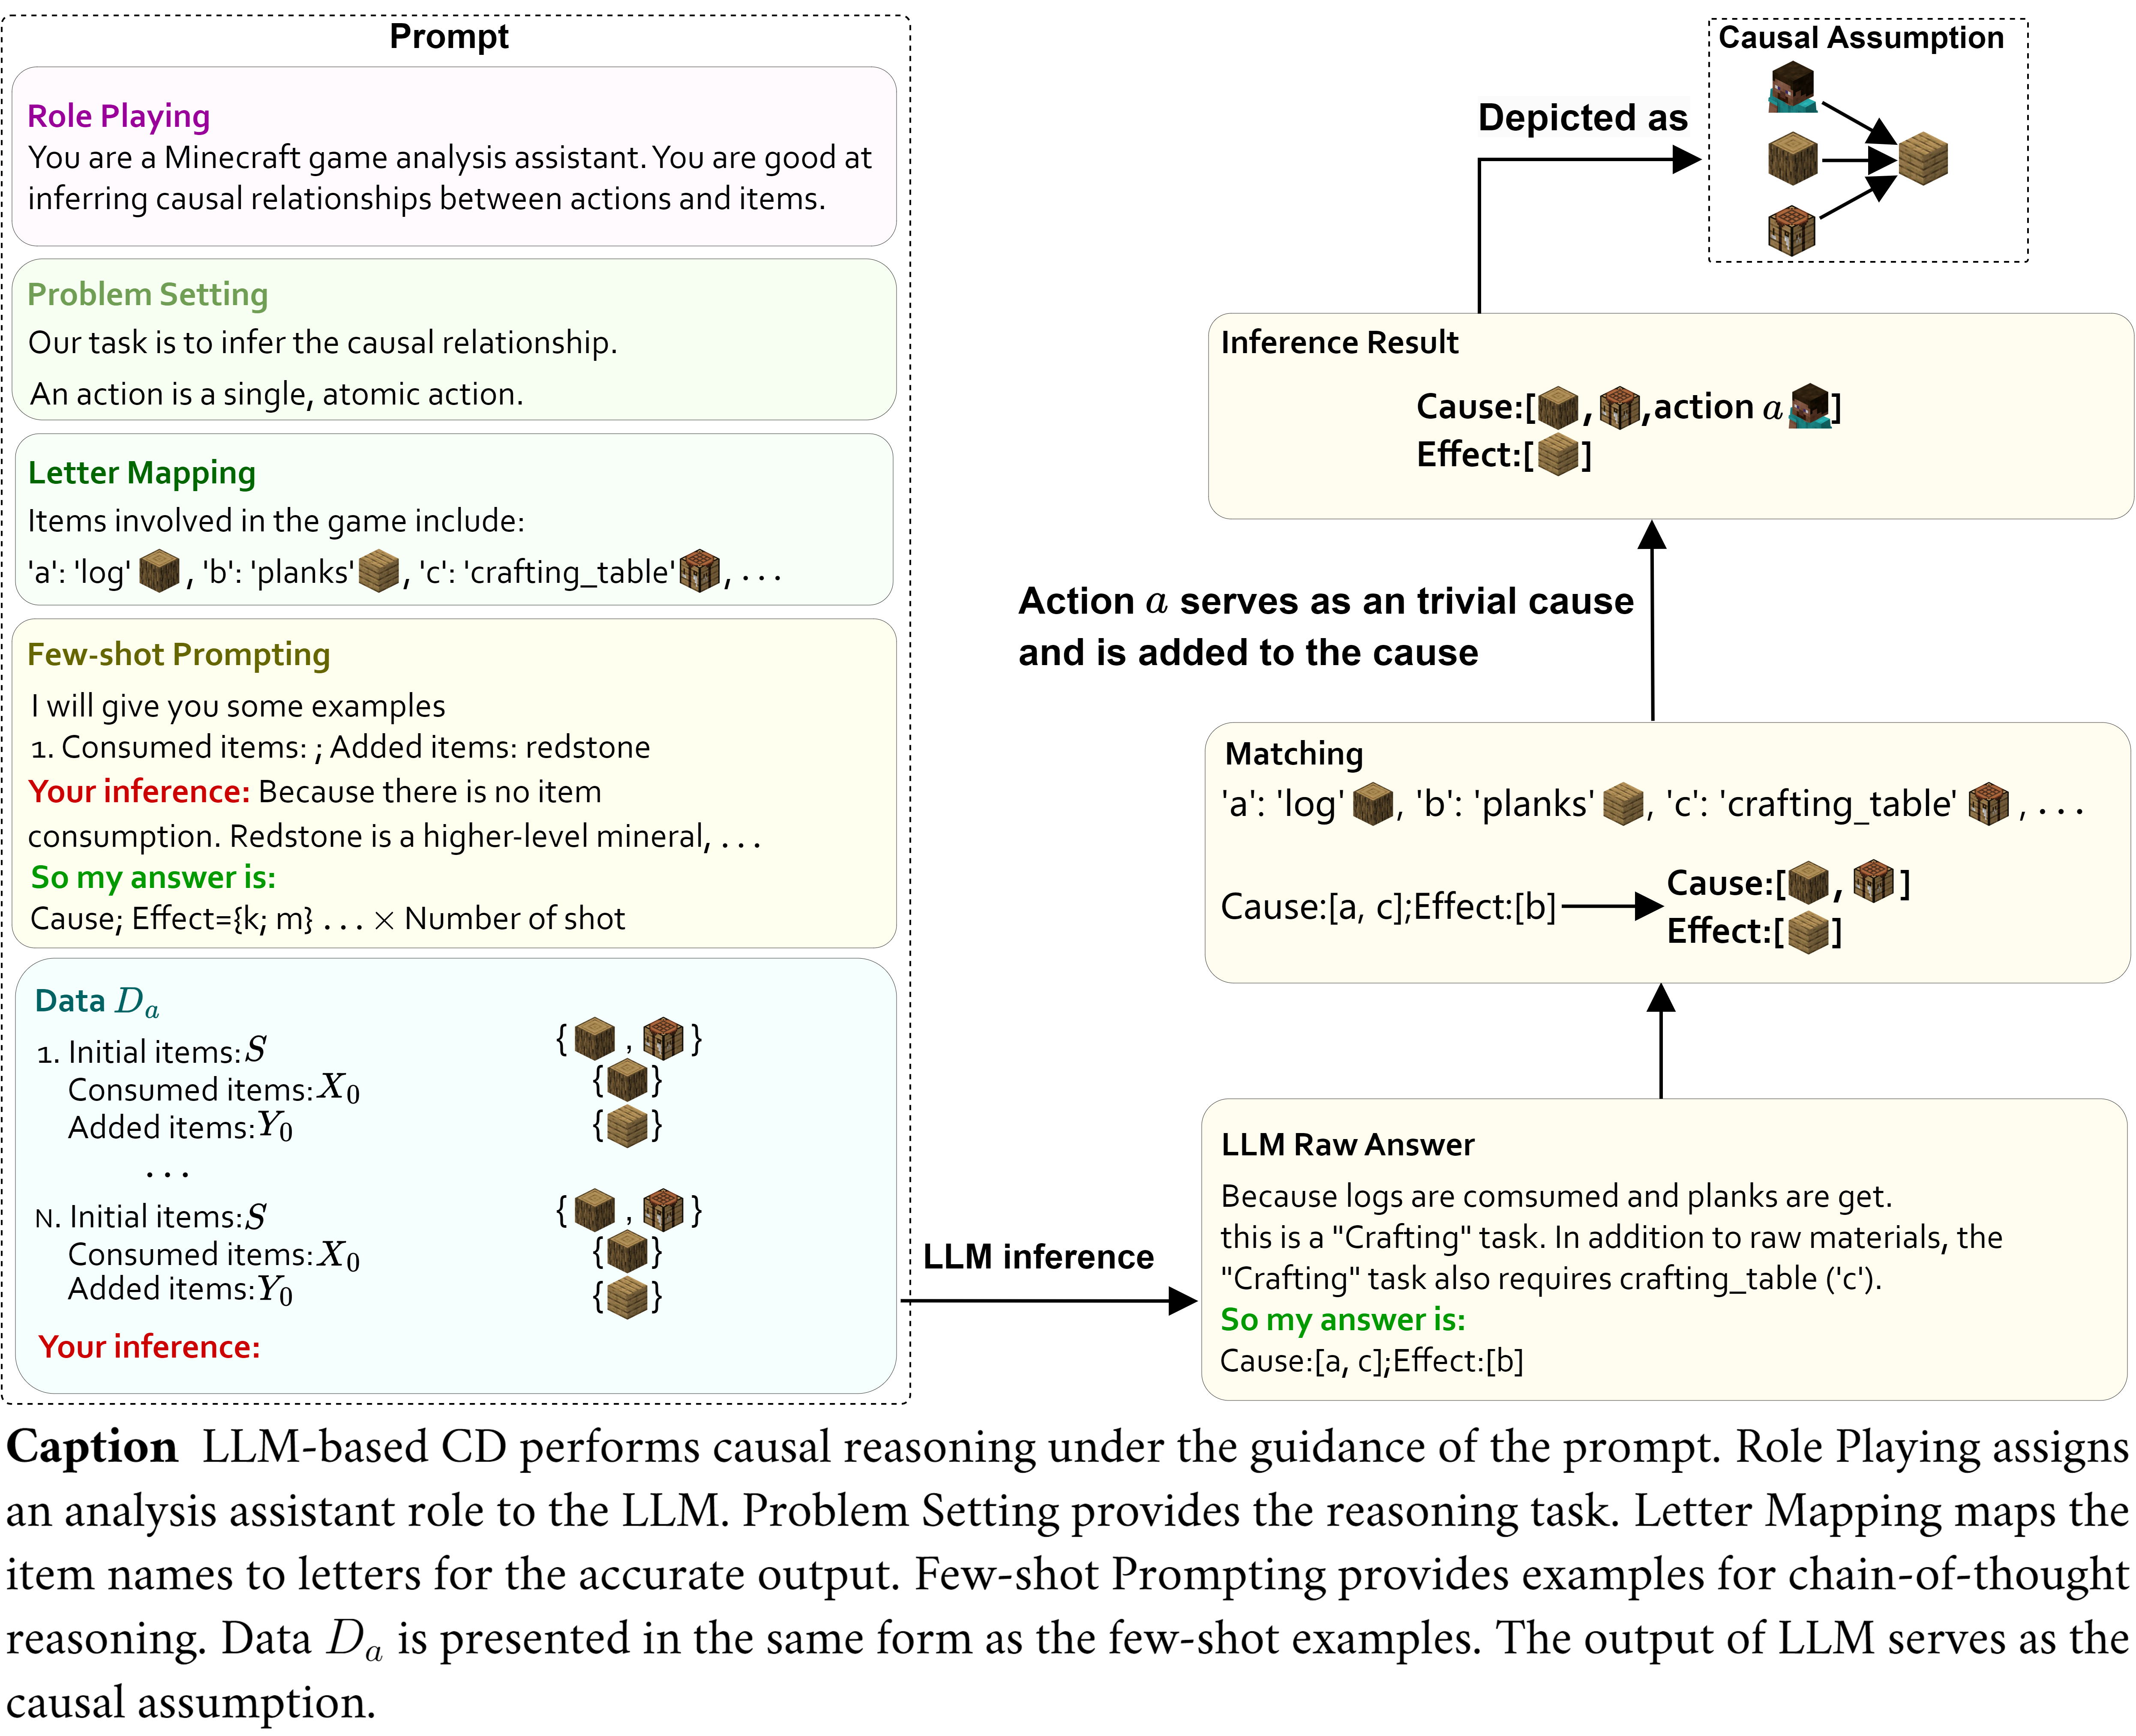 Prompt
Role Playing
You are a Minecraft game analysis assistant. You are good at
inferring causal relationships between actions and items.
Problem Setting
Our task is to infer the causal relationship.
An action is a single, atomic action.
Letter Mapping
Items involved in the game include:
'a': 'log' , 'b': 'planks' , 'c': 'crafting_table' , ...
Few-shot Prompting
I will give you some examples
1. Consumed items: ; Added items: redstone
Your inference: Because there is no item
consumption. Redstone is a higher-level mineral, ...
So my answer is:
Cause; Effect={k; m} ... × Number of shot
Data D_a
1. Initial items: S { , }
Consumed items: X_0 { }
Added items: Y_0 { }
...
N. Initial items: S { , }
Consumed items: X_0 { }
Added items: Y_0 { }
Your inference:
LLM inference
LLM Raw Answer
Because logs are comsumed and planks are get.
this is a "Crafting" task. In addition to raw materials, the
"Crafting" task also requires crafting_table ('c').
So my answer is:
Cause:[a, c];Effect:[b]
Matching
'a': 'log' , 'b': 'planks' , 'c': 'crafting_table' , ...
Cause:[a, c];Effect:[b]
Cause:[ , ]
Effect:[ ]
Action a serves as an trivial cause
and is added to the cause
Inference Result
Cause:[ , ,action a ]
Effect:[ ]
Depicted as
Causal Assumption
Caption LLM-based CD performs causal reasoning under the guidance of the prompt. Role Playing assigns
an analysis assistant role to the LLM. Problem Setting provides the reasoning task. Letter Mapping maps the
item names to letters for the accurate output. Few-shot Prompting provides examples for chain-of-thought
reasoning. Data D_a is presented in the same form as the few-shot examples. The output of LLM serves as the
causal assumption.